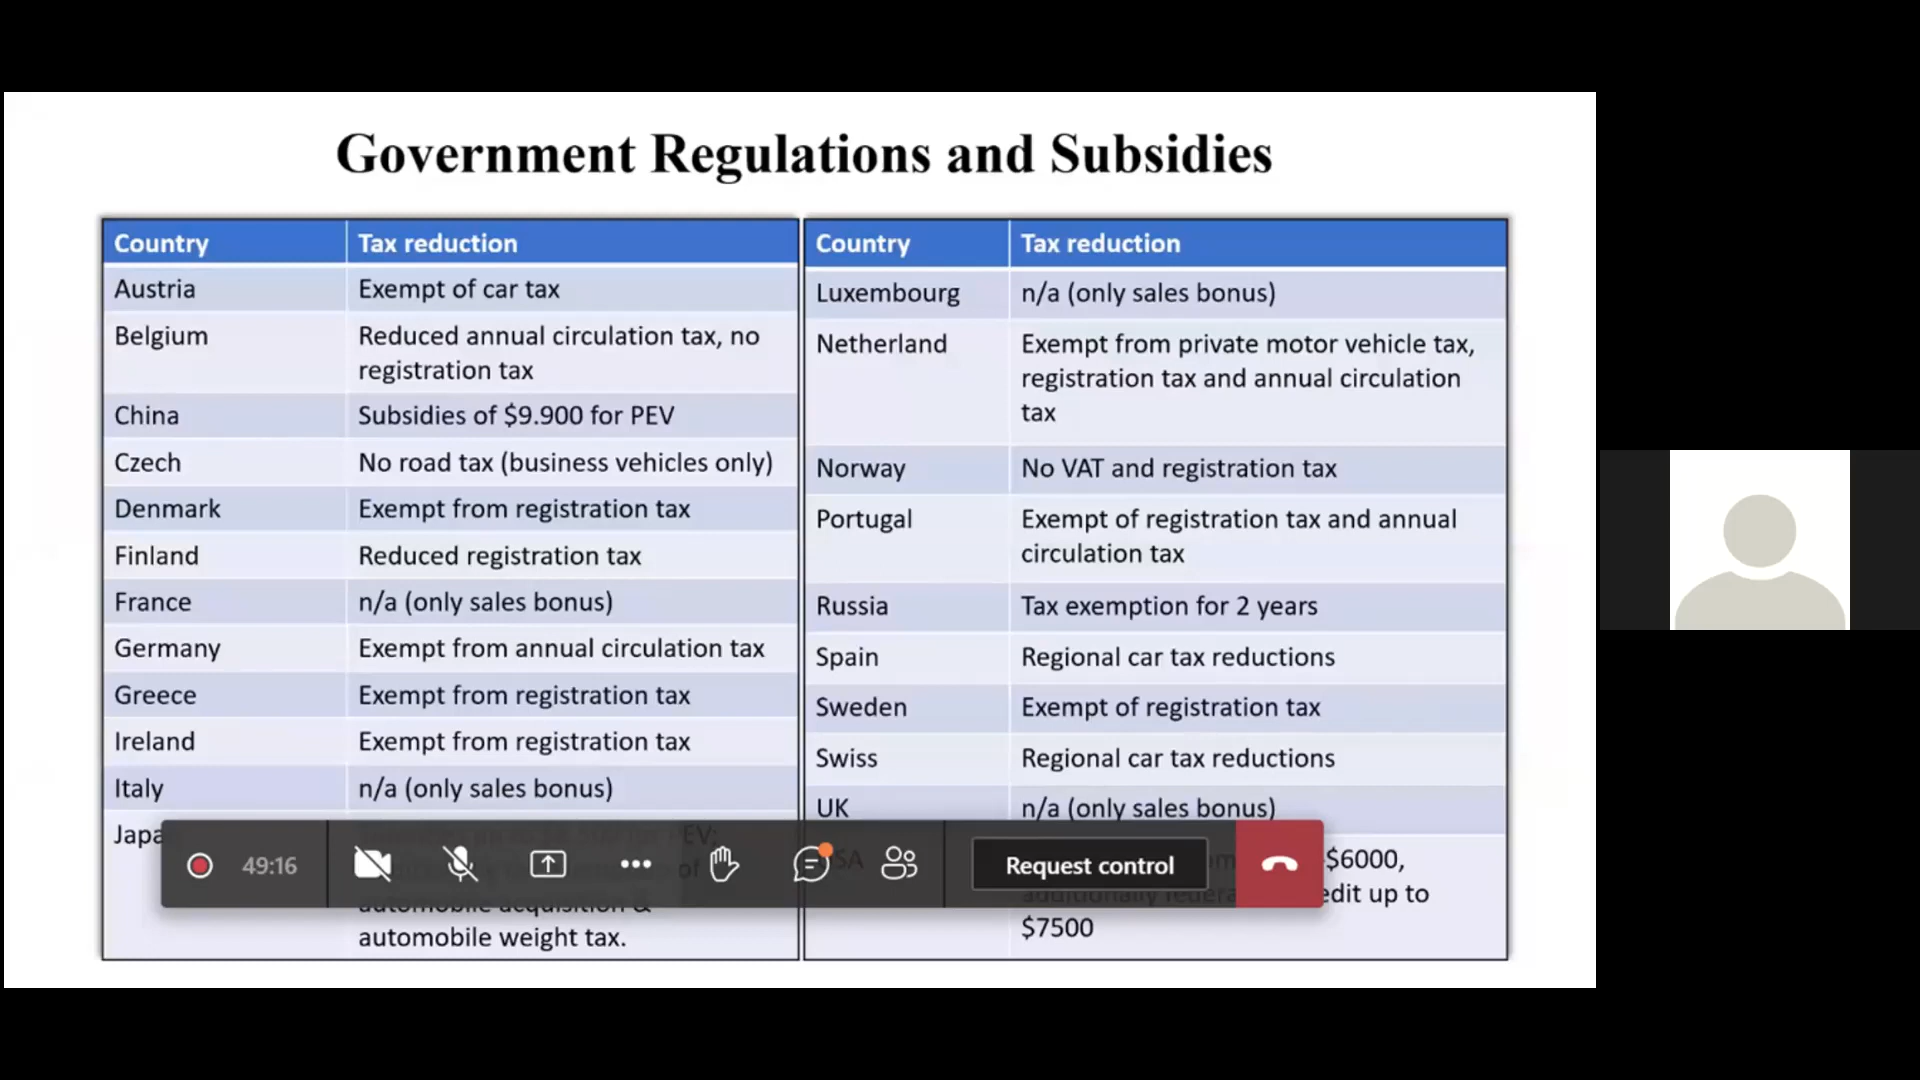 Government Regulations and Subsidies
Country Tax reduction
Austria Exempt of car tax
Belgium Reduced annual circulation tax, no
registration tax
China Subsidies of $9.900 for PEV
Czech No road tax (business vehicles only)
Denmark Exempt from registration tax
Finland Reduced registration tax
France n/a (only sales bonus)
Germany Exempt from annual circulation tax
Greece Exempt from registration tax
Ireland Exempt from registration tax
Italy n/a (only sales bonus)
automobile acquisition &
automobile weight tax.
Country Tax reduction
Luxembourg n/a (only sales bonus)
Netherland Exempt from private motor vehicle tax,
registration tax and annual circulation
tax
Norway No VAT and registration tax
Portugal Exempt of registration tax and annual
circulation tax
Russia Tax exemption for 2 years
Spain Regional car tax reductions
Sweden Exempt of registration tax
Swiss Regional car tax reductions
UK n/a (only sales bonus)
$6000,
additionally up to
$7500
49:16
Request control